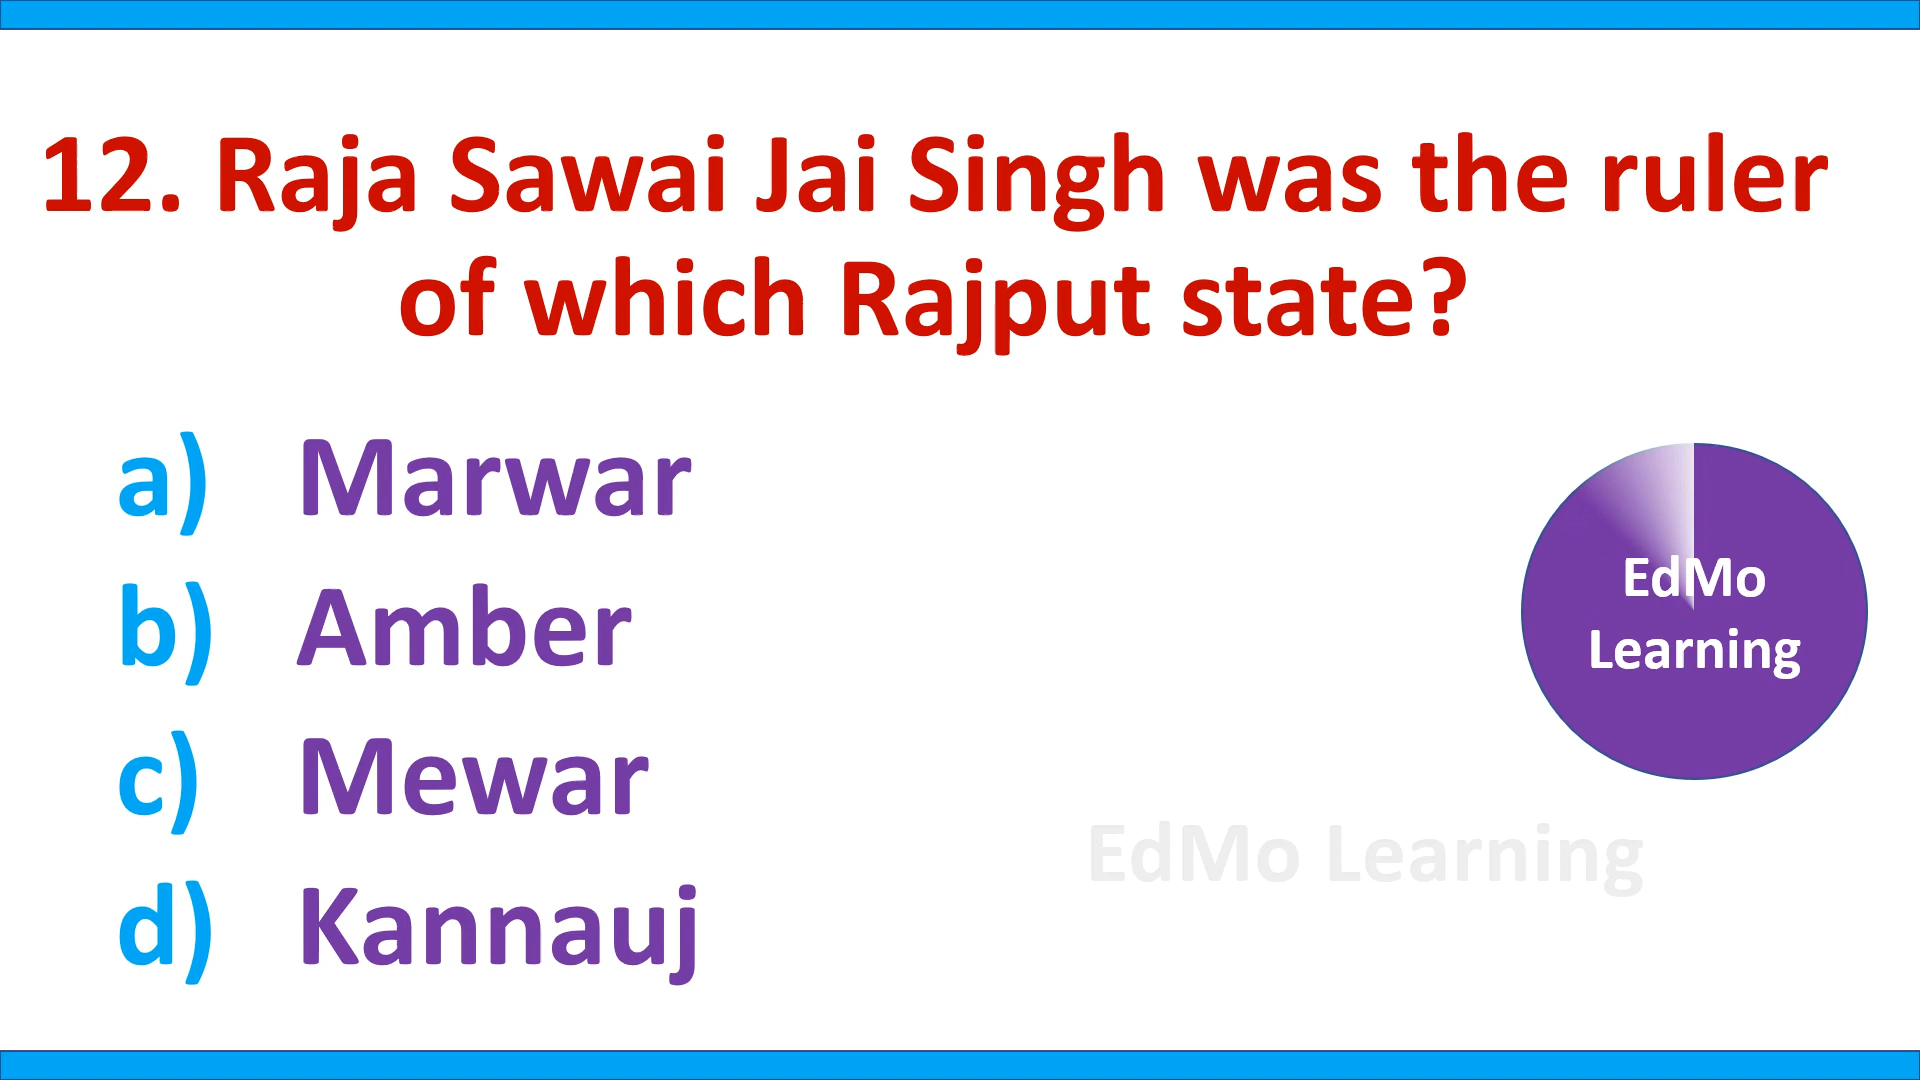 12. Raja Sawai Jai Singh was the ruler
of which Rajput state?
a) Marwar
b) Amber
c) Mewar
d) Kannauj
EdMo
Learning
EdMo Learning